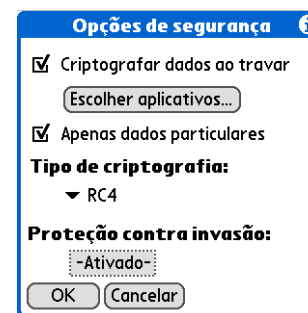 Opções de segurança
Criptografar dados ao travar
Escolher aplicativos...
Apenas dados particulares
Tipo de criptografia:
RC4
Proteção contra invasão:
-Ativado-
OK Cancelar